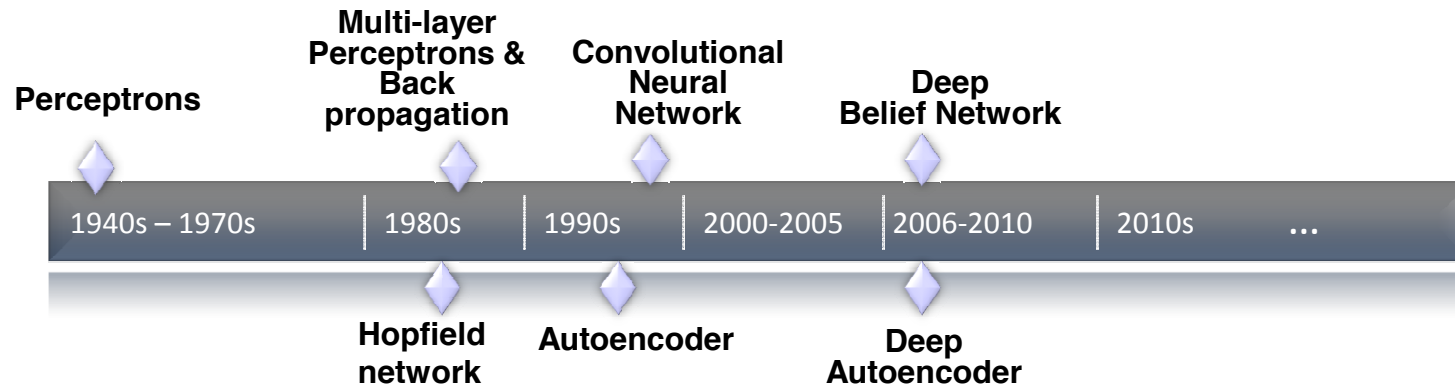 Perceptrons
Multi-layer
Perceptrons &
Back
propagation
Convolutional
Neural
Network
Deep
Belief Network
1940s – 1970s
1980s
1990s
2000-2005
2006-2010
2010s
...
Hopfield
network
Autoencoder
Deep
Autoencoder